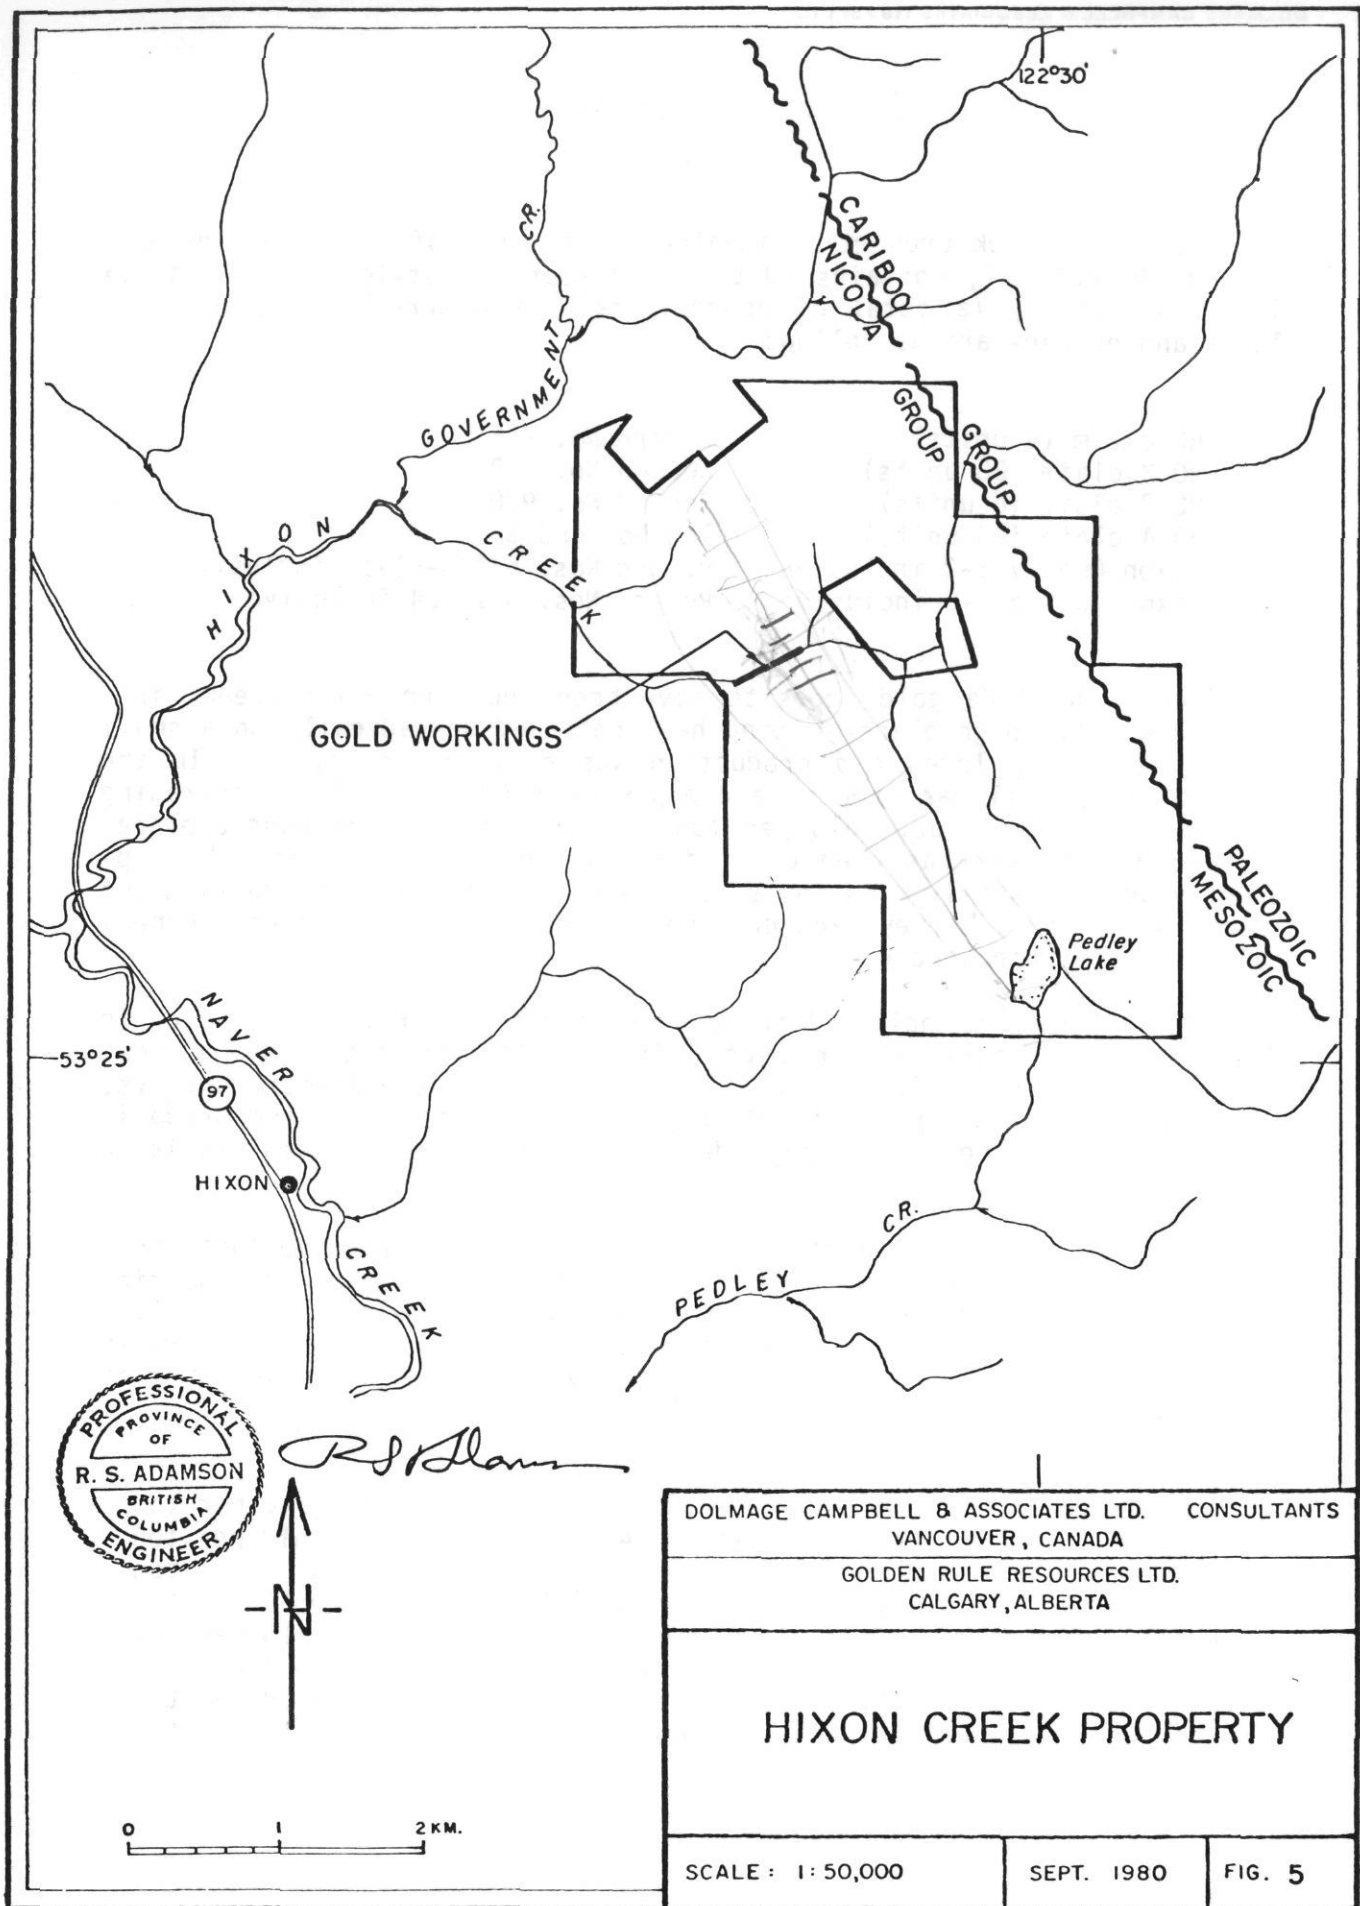 122°30'
CARIBOO
NICOLA
GROUP
GROUP
GOVERNMENT CR.
HIXON CREEK
GOLD WORKINGS
PALEOZOIC
MESOZOIC
Pedley
Lake
NAVER CREEK
53°25'
97
HIXON
PEDLEY CR.
PROFESSIONAL
PROVINCE
OF
R. S. ADAMSON
BRITISH
COLUMBIA
ENGINEER
N
0 1 2 KM.
DOLMAGE CAMPBELL & ASSOCIATES LTD. CONSULTANTS
VANCOUVER, CANADA
GOLDEN RULE RESOURCES LTD.
CALGARY, ALBERTA
HIXON CREEK PROPERTY
SCALE: 1:50,000
SEPT. 1980
FIG. 5